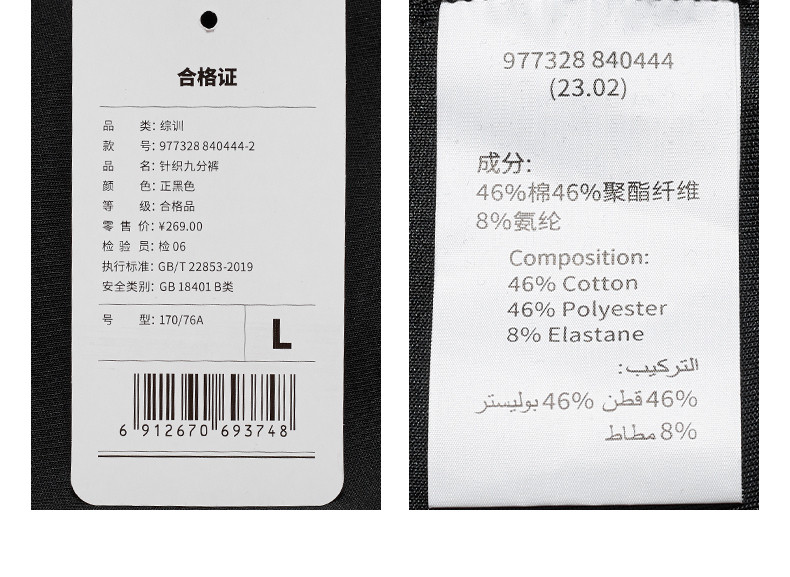 合格证
品 类: 综训
款 号: 977328 840444-2
品 名: 针织九分裤
颜 色: 正黑色
等 级: 合格品
零 售 价: ¥269.00
检 验 员: 检 06
执行标准: GB/T 22853-2019
安全类别: GB 18401 B类
号 型: 170/76A
L
6 912670 693748
977328 840444
(23.02)
成分:
46%棉46%聚酯纤维
8%氨纶
Composition:
46% Cotton
46% Polyester
8% Elastane
التركيب:
46% قطن 46% بوليستر
8% مطاط